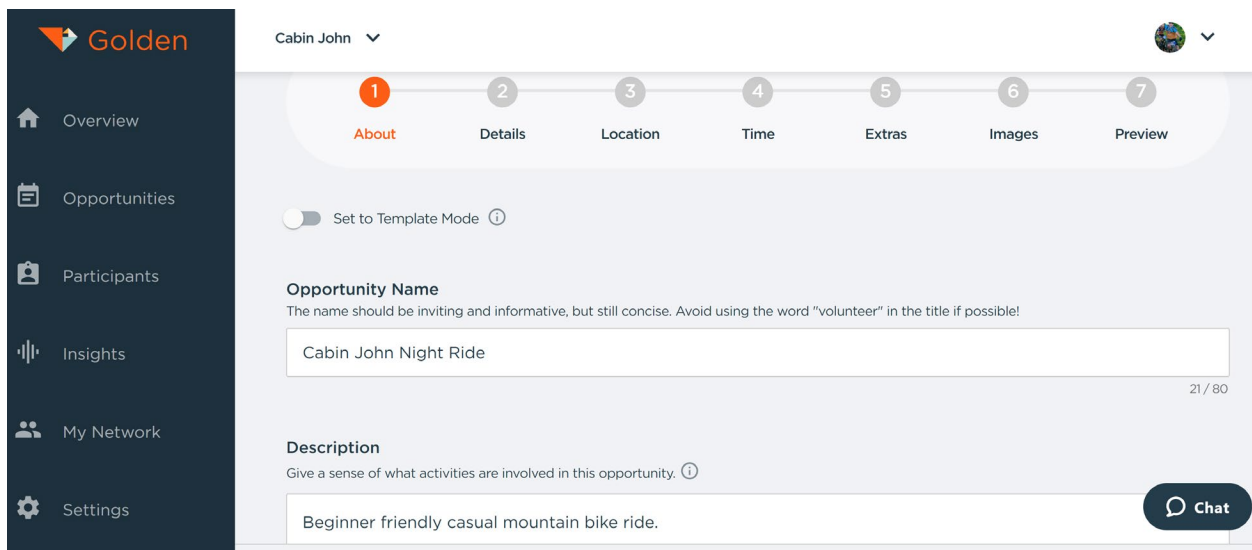 Golden
Cabin John
Overview
Opportunities
Participants
Insights
My Network
Settings
1 2 3 4 5 6 7
About Details Location Time Extras Images Preview
Set to Template Mode
Opportunity Name
The name should be inviting and informative, but still concise. Avoid using the word "volunteer" in the title if possible!
Cabin John Night Ride
21 / 80
Description
Give a sense of what activities are involved in this opportunity.
Beginner friendly casual mountain bike ride.
Chat